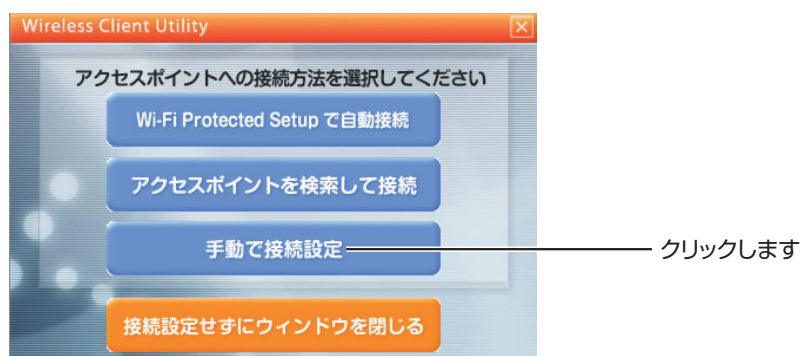 Wireless Client Utility
アクセスポイントへの接続方法を選択してください
Wi-Fi Protected Setup で自動接続
アクセスポイントを検索して接続
手動で接続設定
クリックします
接続設定せずにウィンドウを閉じる